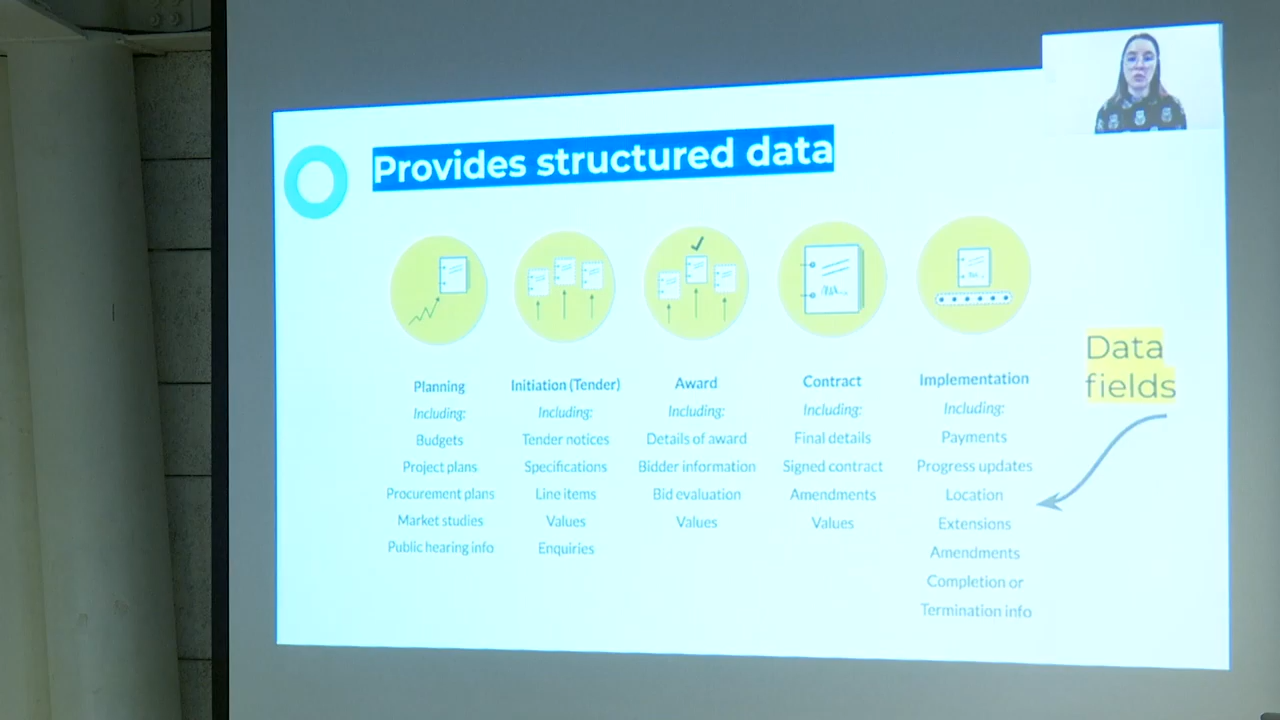 Provides structured data
Planning
Including:
Budgets
Project plans
Procurement plans
Market studies
Public hearing info
Initiation (Tender)
Including:
Tender notices
Specifications
Line items
Values
Enquiries
Award
Including:
Details of award
Bidder information
Bid evaluation
Values
Contract
Including:
Final details
Signed contract
Amendments
Values
Implementation
Including:
Payments
Progress updates
Location
Extensions
Amendments
Completion or
Termination info
Data
fields